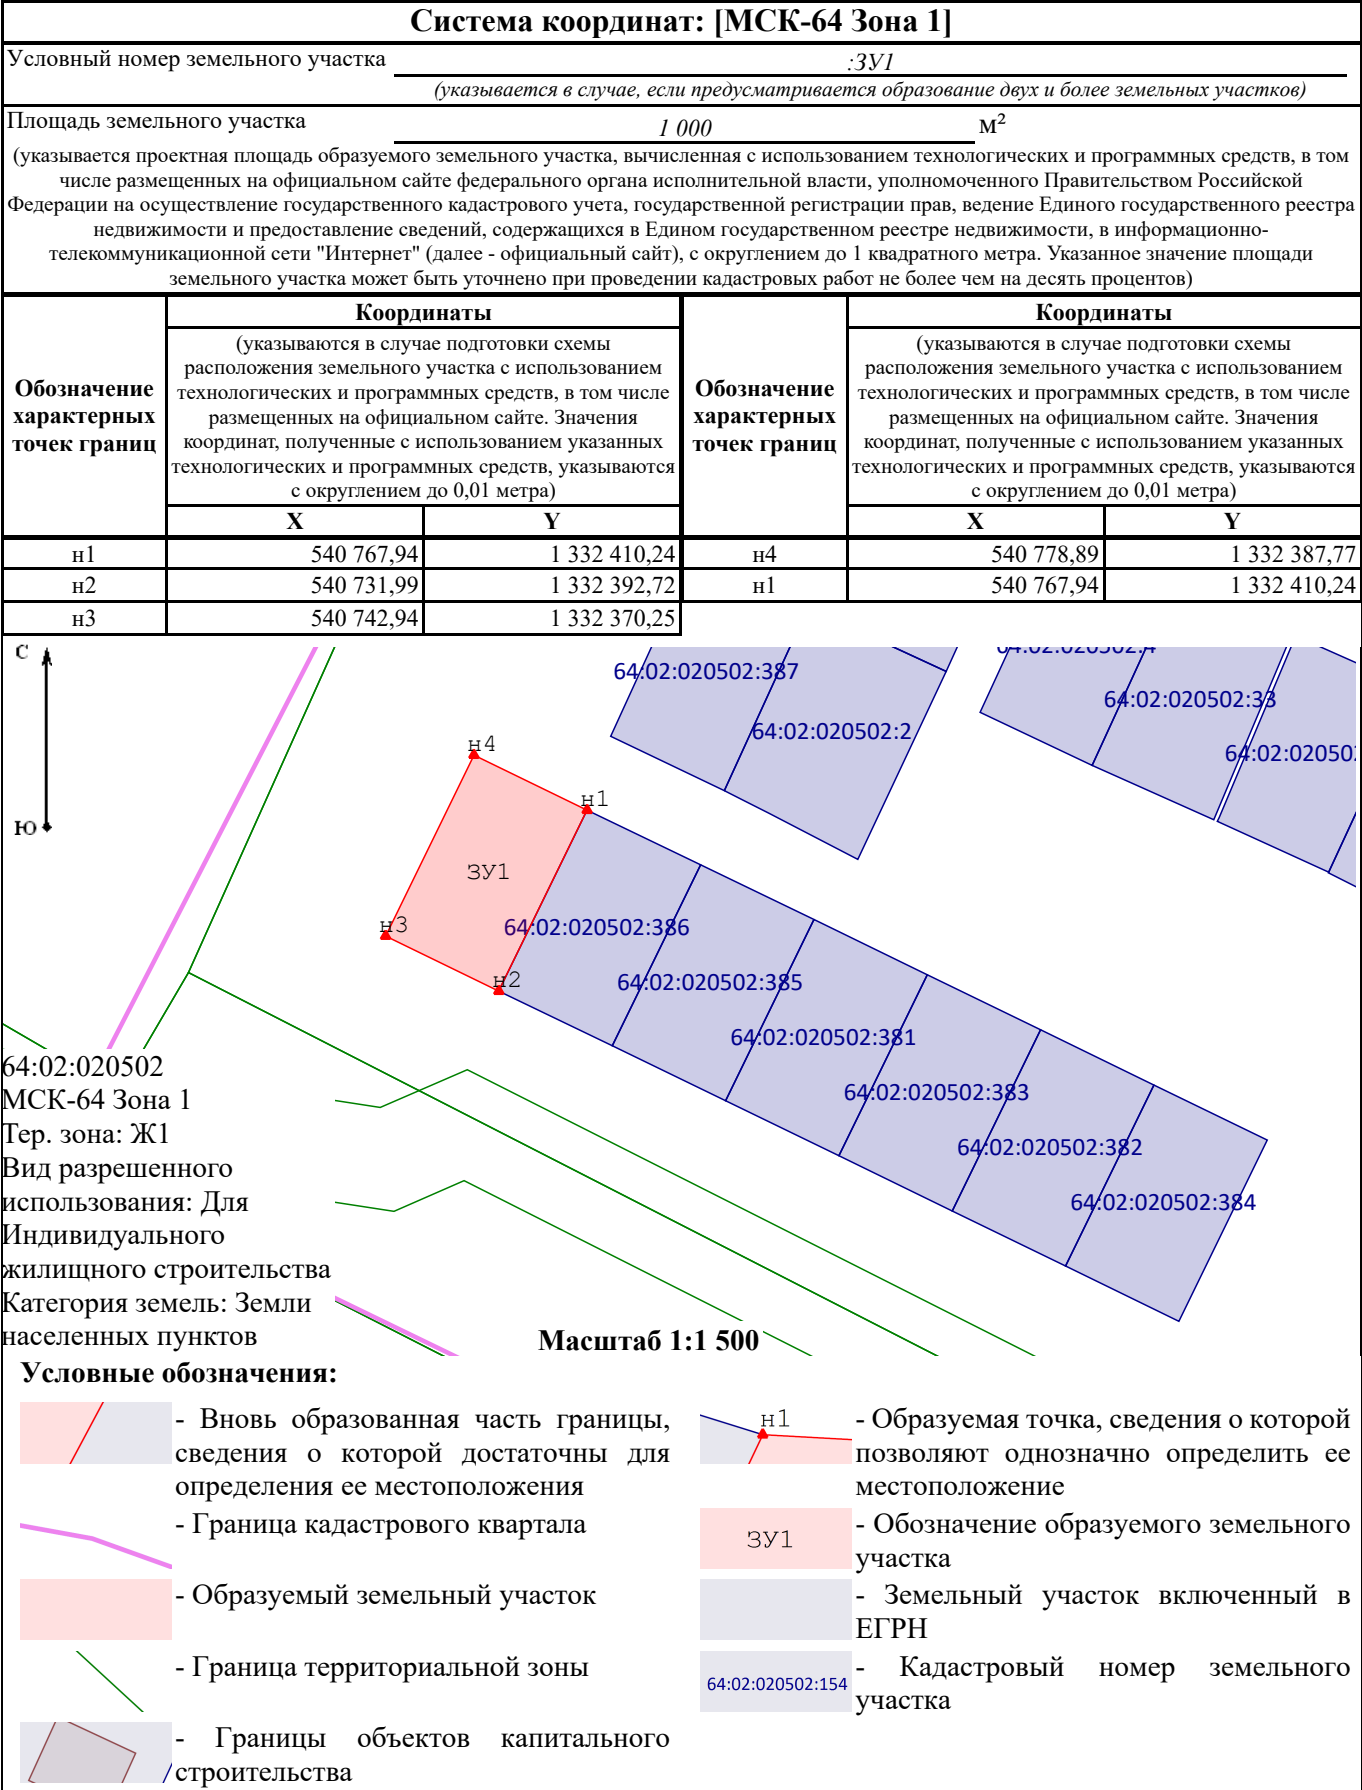 Система координат: [МСК-64 Зона 1]
Условный номер земельного участка :ЗУ1
(указывается в случае, если предусматривается образование двух и более земельных участков)
Площадь земельного участка 1 000 м²
(указывается проектная площадь образуемого земельного участка, вычисленная с использованием технологических и программных средств, в том
числе размещенных на официальном сайте федерального органа исполнительной власти, уполномоченного Правительством Российской
Федерации на осуществление государственного кадастрового учета, государственной регистрации прав, ведение Единого государственного реестра
недвижимости и предоставление сведений, содержащихся в Едином государственном реестре недвижимости, в информационно-
телекоммуникационной сети "Интернет" (далее - официальный сайт), с округлением до 1 квадратного метра. Указанное значение площади
земельного участка может быть уточнено при проведении кадастровых работ не более чем на десять процентов)
Обозначение
характерных
точек границ
Координаты
(указываются в случае подготовки схемы
расположения земельного участка с использованием
технологических и программных средств, в том числе
размещенных на официальном сайте. Значения
координат, полученные с использованием указанных
технологических и программных средств, указываются
с округлением до 0,01 метра)
X Y
Обозначение
характерных
точек границ
Координаты
(указываются в случае подготовки схемы
расположения земельного участка с использованием
технологических и программных средств, в том числе
размещенных на официальном сайте. Значения
координат, полученные с использованием указанных
технологических и программных средств, указываются
с округлением до 0,01 метра)
X Y
н1 540 767,94 1 332 410,24 н4 540 778,89 1 332 387,77
н2 540 731,99 1 332 392,72 н1 540 767,94 1 332 410,24
н3 540 742,94 1 332 370,25
С
Ю
64:02:020502:387
64:02:020502:2
64:02:020502:4
64:02:020502:33
64:02:020502:
н4
н1
ЗУ1
н3
н2
64:02:020502:386
64:02:020502:385
64:02:020502:381
64:02:020502:383
64:02:020502:382
64:02:020502:384
64:02:020502
МСК-64 Зона 1
Тер. зона: Ж1
Вид разрешенного
использования: Для
Индивидуального
жилищного строительства
Категория земель: Земли
населенных пунктов
Масштаб 1:1 500
Условные обозначения:
- Вновь образованная часть границы,
сведения о которой достаточны для
определения ее местоположения
- Граница кадастрового квартала
- Образуемый земельный участок
- Граница территориальной зоны
- Границы объектов капитального
строительства
н1
- Образуемая точка, сведения о которой
позволяют однозначно определить ее
местоположение
ЗУ1
- Обозначение образуемого земельного
участка
- Земельный участок включенный в
ЕГРН
64:02:020502:154
- Кадастровый номер земельного
участка